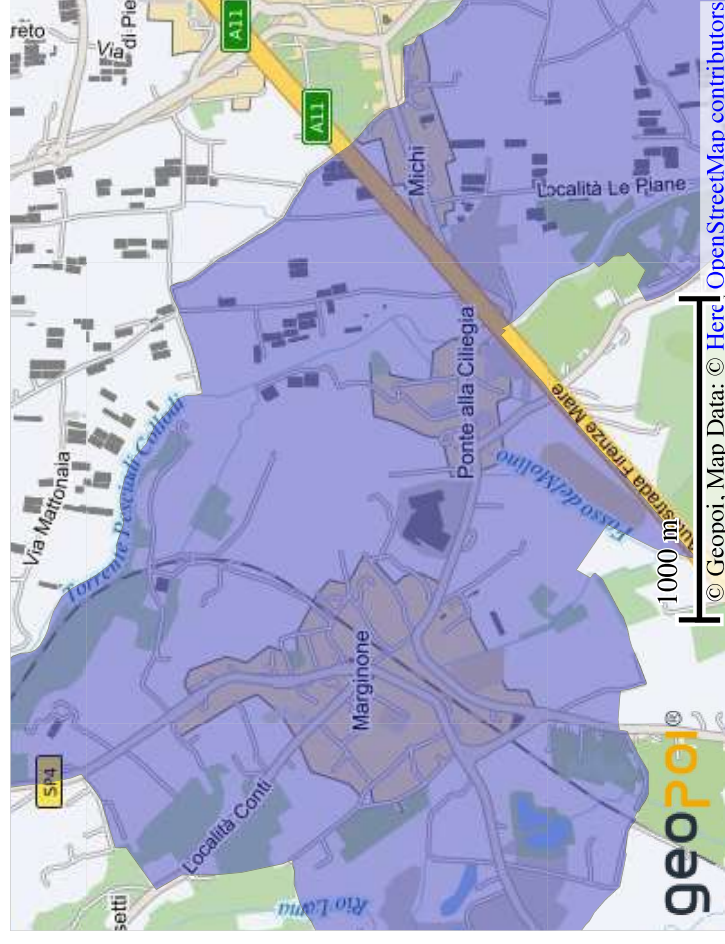 reto
Via
di Pie
A11
A11
Michi
Località Le Piane
Via Mattonaia
Torrente Pescia di Collodi
Ponte alla Ciliegia
Fosso del Molino
strada Firenze Mare
Marginone
SP4
Località Conti
setti
Rio Lama
1000 m
geopoi®
© Geopoi, Map Data: © Here OpenStreetMap contributors